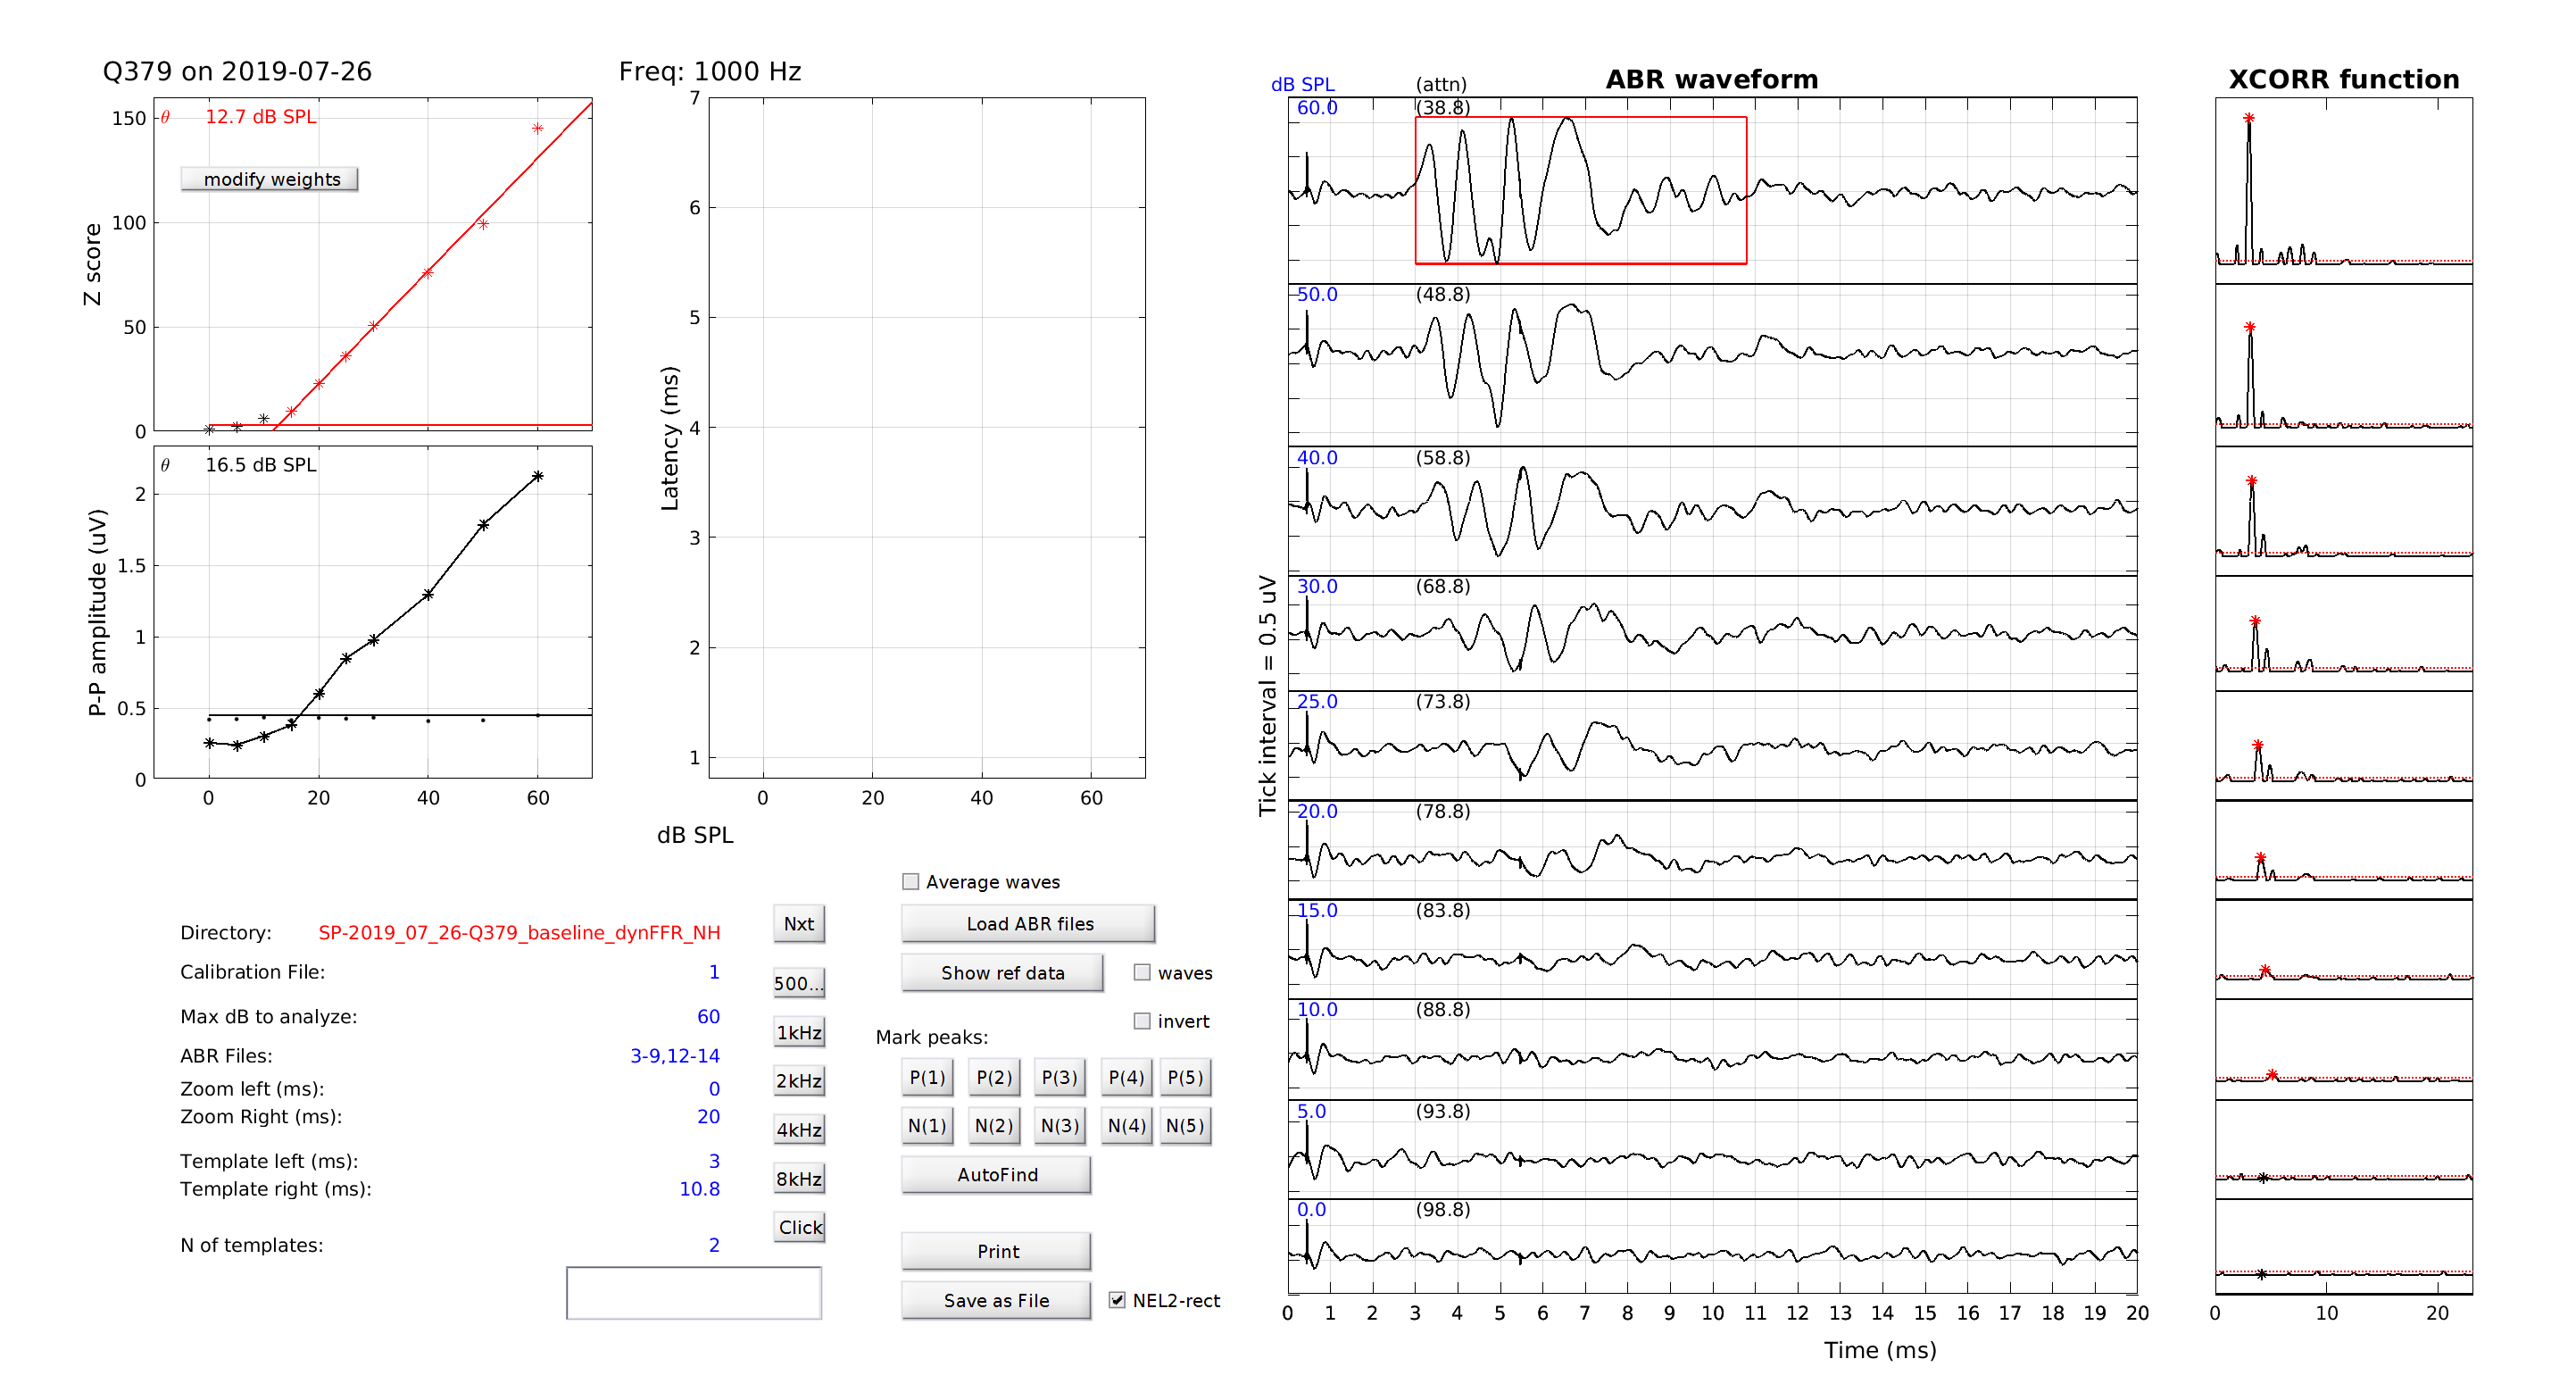 Q379 on 2019-07-26
Freq: 1000 Hz
θ 12.7 dB SPL
modify weights
150
100
50
0
Z score
θ 16.5 dB SPL
2
1.5
1
0.5
0
P-P amplitude (uV)
0 20 40 60
7
6
5
4
3
2
1
Latency (ms)
0 20 40 60
dB SPL
Directory: SP-2019_07_26-Q379_baseline_dynFFR_NH
Calibration File: 1
Max dB to analyze: 60
ABR Files: 3-9,12-14
Zoom left (ms): 0
Zoom Right (ms): 20
Template left (ms): 3
Template right (ms): 10.8
N of templates: 2
Nxt
500...
1kHz
2kHz
4kHz
8kHz
Click
Average waves
Load ABR files
Show ref data
waves
invert
Mark peaks:
P(1) P(2) P(3) P(4) P(5)
N(1) N(2) N(3) N(4) N(5)
AutoFind
Print
Save as File
NEL2-rect
dB SPL (attn) ABR waveform
60.0 (38.8)
50.0 (48.8)
40.0 (58.8)
30.0 (68.8)
25.0 (73.8)
20.0 (78.8)
15.0 (83.8)
10.0 (88.8)
5.0 (93.8)
0.0 (98.8)
Tick interval = 0.5 uV
0 1 2 3 4 5 6 7 8 9 10 11 12 13 14 15 16 17 18 19 20
Time (ms)
XCORR function
0 10 20